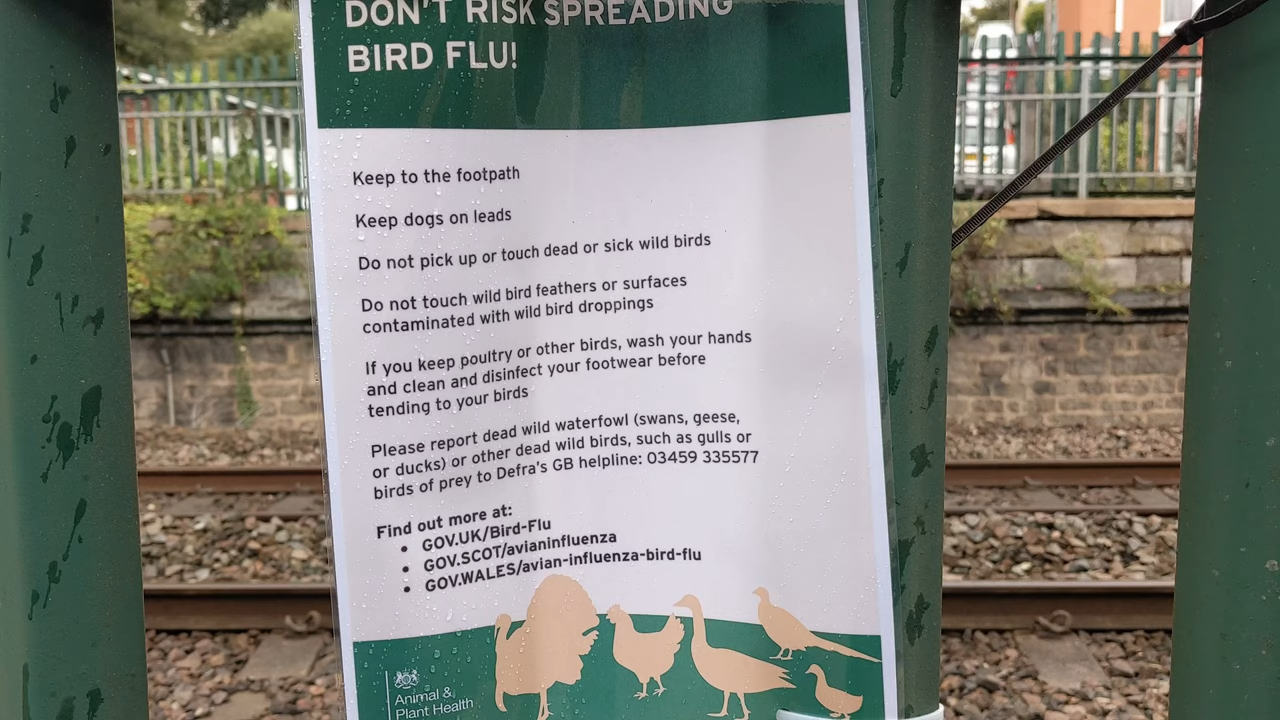 DON'T RISK SPREADING
BIRD FLU!
Keep to the footpath
Keep dogs on leads
Do not pick up or touch dead or sick wild birds
Do not touch wild bird feathers or surfaces
contaminated with wild bird droppings
If you keep poultry or other birds, wash your hands
and clean and disinfect your footwear before
tending to your birds
Please report dead wild waterfowl (swans, geese,
or ducks) or other dead wild birds, such as gulls or
birds of prey to Defra's GB helpline: 03459 335577
Find out more at:
• GOV.UK/Bird-Flu
• GOV.SCOT/avianinfluenza
• GOV.WALES/avian-influenza-bird-flu
Animal &
Plant Health